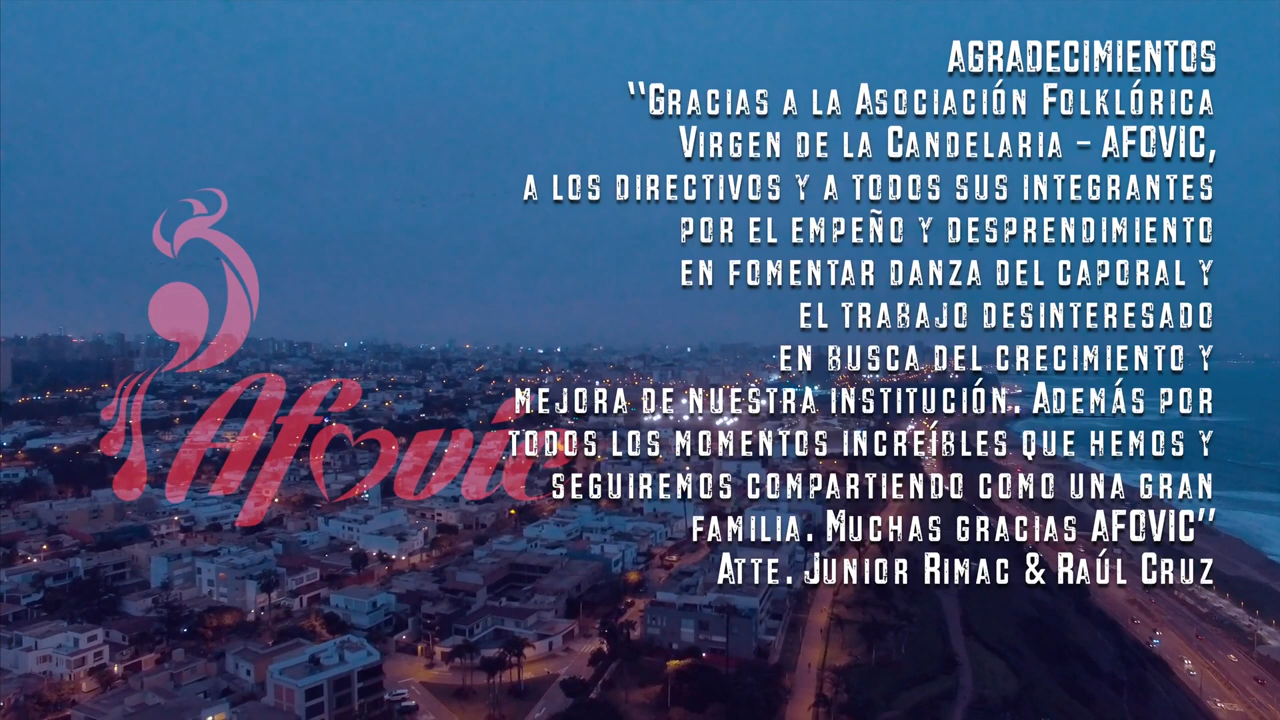 AGRADECIMIENTOS
"Gracias a la Asociación Folklórica
Virgen de la Candelaria - AFOVIC,
a los directivos y a todos sus integrantes
por el empeño y desprendimiento
en fomentar danza del caporal y
el trabajo desinteresado
en busca del crecimiento y
mejora de nuestra institución. Además por
todos los momentos increíbles que hemos y
seguiremos compartiendo como una gran
familia. Muchas gracias AFOVIC"
Atte. Junior Rimac & Raúl Cruz
Afovic